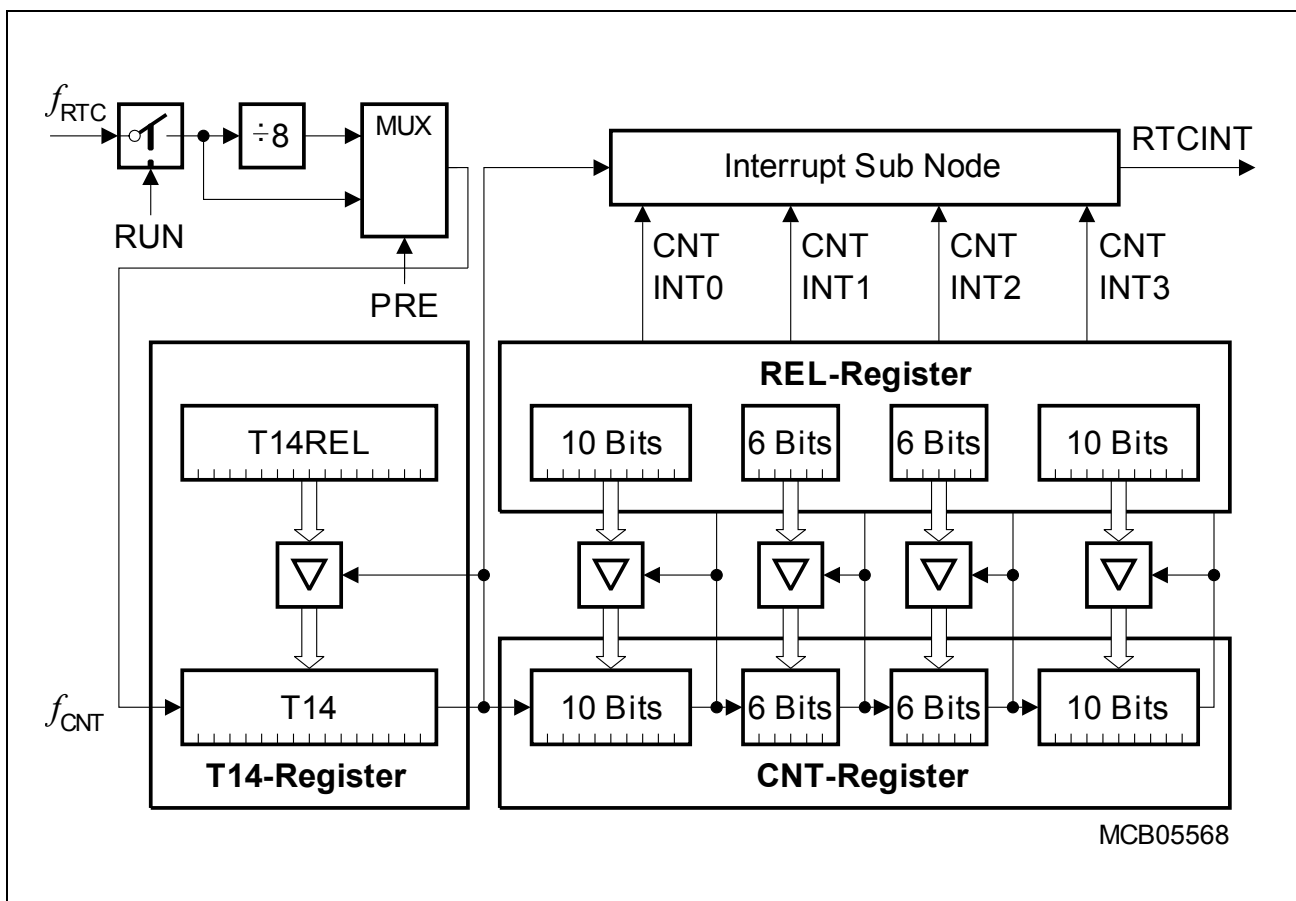 fRTC
÷8
MUX
RUN
PRE
Interrupt Sub Node
RTCINT
CNT INT0
CNT INT1
CNT INT2
CNT INT3
REL-Register
T14REL
10 Bits
6 Bits
6 Bits
10 Bits
fCNT
T14
10 Bits
6 Bits
6 Bits
10 Bits
T14-Register
CNT-Register
MCB05568